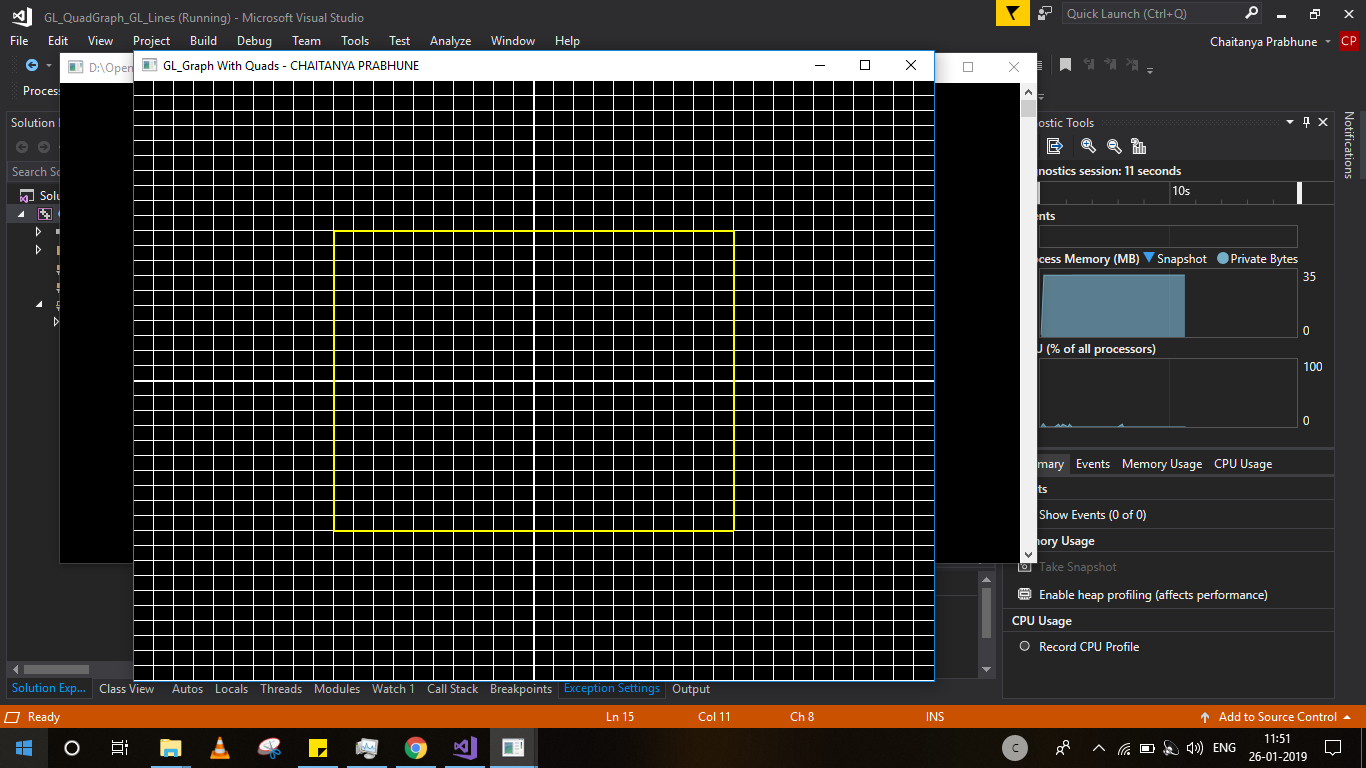 GL_QuadGraph_GL_Lines (Running) - Microsoft Visual Studio
Quick Launch (Ctrl+Q)
File Edit View Project Build Debug Team Tools Test Analyze Window Help
Chaitanya Prabhune CP
D:\Open
GL_Graph With Quads - CHAITANYA PRABHUNE
Proces
Solution
Search So
Solu
ostic Tools
Notifications
nostics session: 11 seconds
10s
ents
cess Memory (MB) Snapshot Private Bytes
35
0
U (% of all processors)
100
0
mary Events Memory Usage CPU Usage
ts
Show Events (0 of 0)
ory Usage
Take Snapshot
Enable heap profiling (affects performance)
CPU Usage
Record CPU Profile
Solution Exp... Class View Autos Locals Threads Modules Watch 1 Call Stack Breakpoints Exception Settings Output
Ready Ln 15 Col 11 Ch 8 INS Add to Source Control
C ENG 11:51
26-01-2019